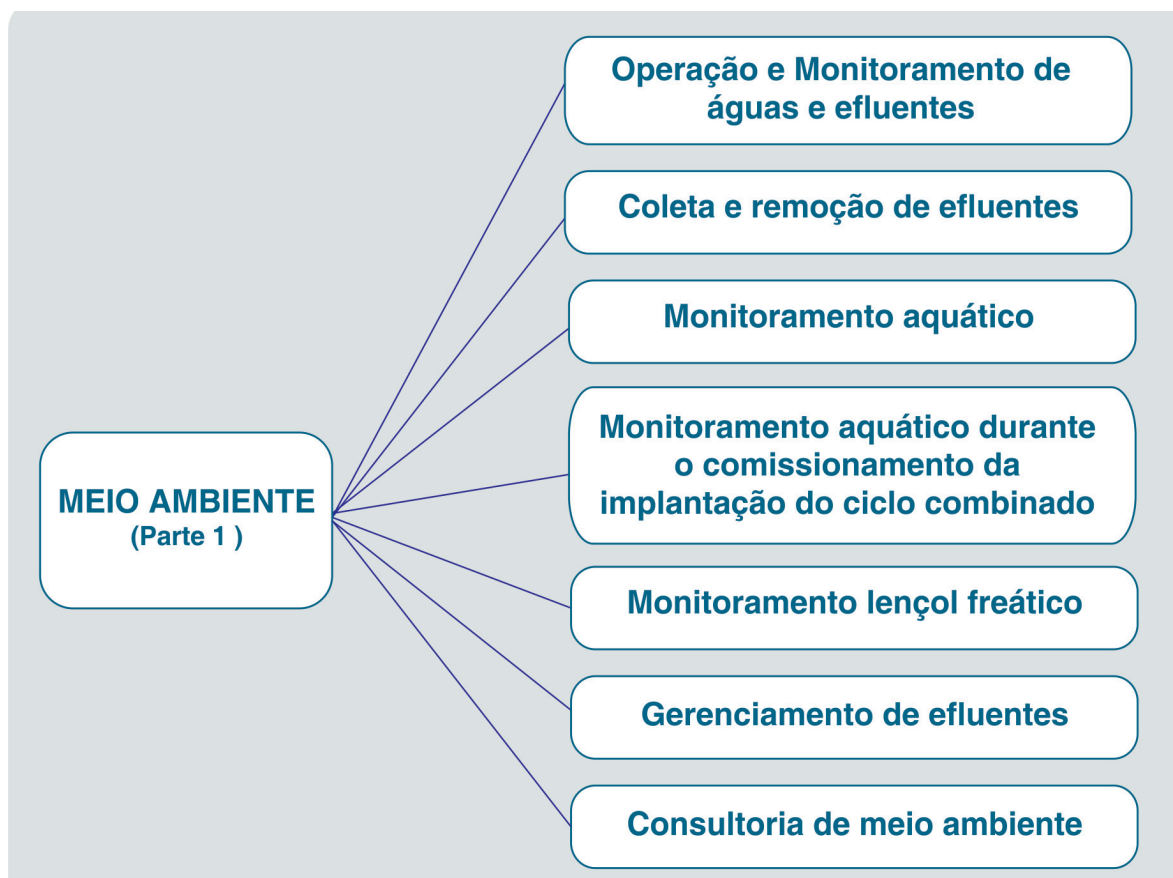 Operação e Monitoramento de
águas e efluentes
Coleta e remoção de efluentes
Monitoramento aquático
Monitoramento aquático durante
o comissionamento da
implantação do ciclo combinado
MEIO AMBIENTE
(Parte 1 )
Monitoramento lençol freático
Gerenciamento de efluentes
Consultoria de meio ambiente